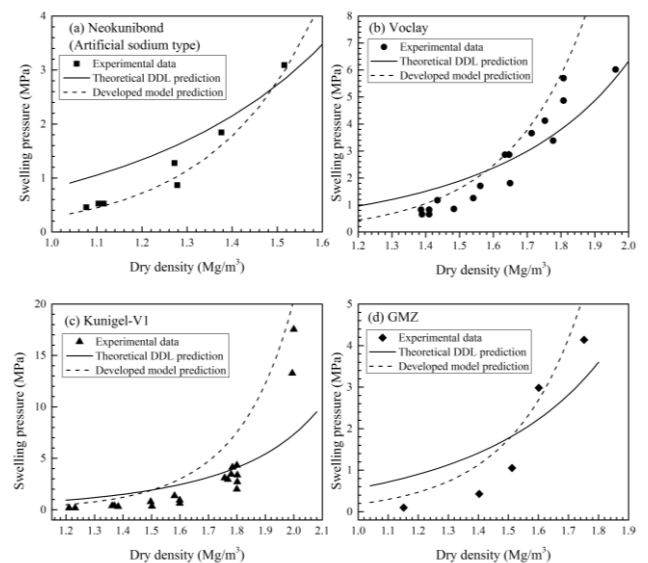 (a) Neokunibond
(Artificial sodium type)
Experimental data
Theoretical DDL prediction
Developed model prediction
Swelling pressure (MPa)
4
3
2
1
0
1.0 1.1 1.2 1.3 1.4 1.5 1.6
Dry density (Mg/m³)
(b) Voclay
Experimental data
Theoretical DDL prediction
Developed model prediction
Swelling pressure (MPa)
8
7
6
5
4
3
2
1
0
1.2 1.3 1.4 1.5 1.6 1.7 1.8 1.9 2.0
Dry density (Mg/m³)
(c) Kunigel-V1
Experimental data
Theoretical DDL prediction
Developed model prediction
Swelling pressure (MPa)
20
15
10
5
0
1.2 1.3 1.4 1.5 1.6 1.7 1.8 1.9 2.0 2.1
Dry density (Mg/m³)
(d) GMZ
Experimental data
Theoretical DDL prediction
Developed model prediction
Swelling pressure (MPa)
5
4
3
2
1
0
1.0 1.1 1.2 1.3 1.4 1.5 1.6 1.7 1.8 1.9
Dry density (Mg/m³)